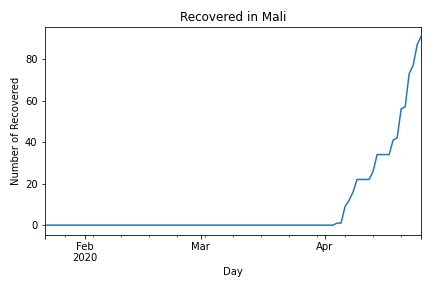 Recovered in Mali
Number of Recovered
80
60
40
20
0
Feb
2020
Mar
Apr
Day